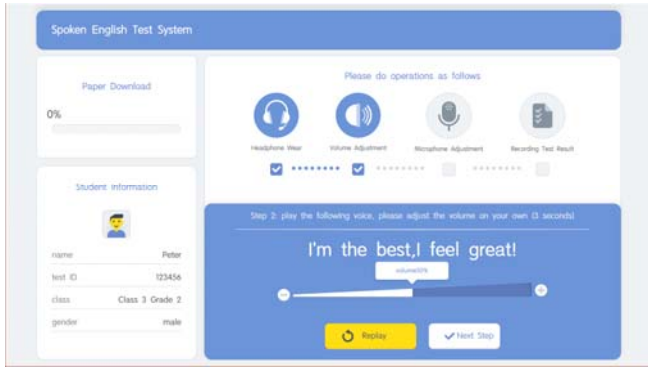 Spoken English Test System
Paper Download
0%
Student information
name Peter
test ID 123456
class Class 3 Grade 2
gender male
Please do operations as follows
Headphone Wear
Volume Adjustment
Microphone Adjustment
Recording Test Result
Step 2: play the following voice, please adjust the volume on your own (3 seconds)
I'm the best,I feel great!
volume50%
Replay
Next Step